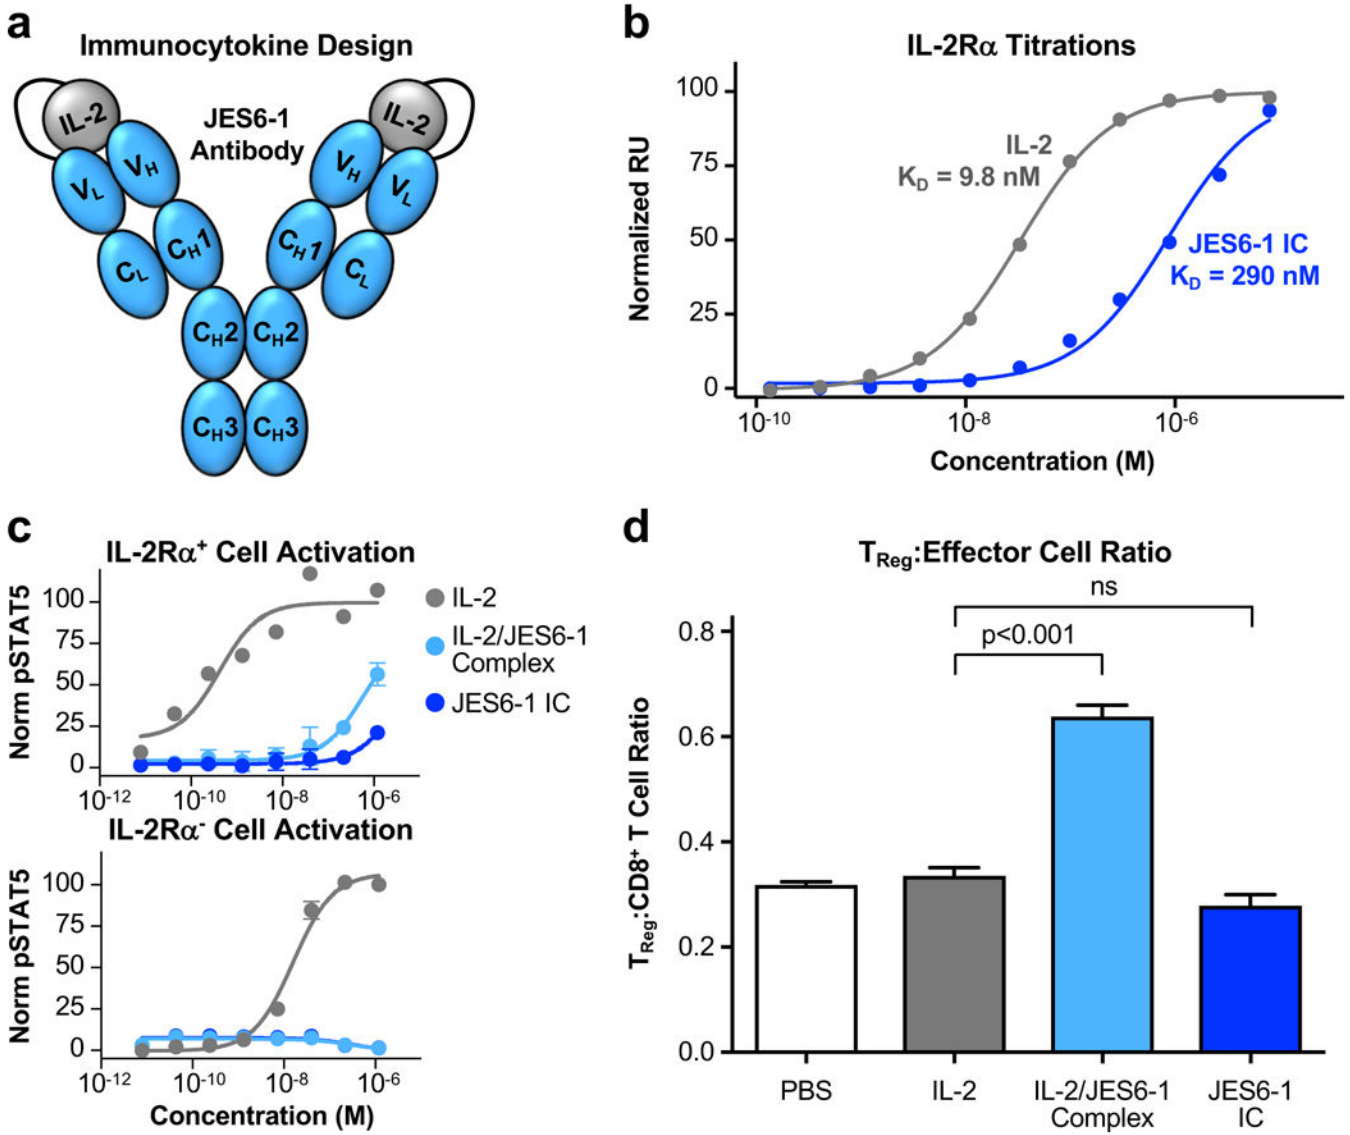 a
Immunocytokine Design
IL-2
IL-2
JES6-1
Antibody
VH
VH
VL
VL
CH1
CH1
CL
CL
CH2
CH2
CH3
CH3
b
IL-2Rα Titrations
Normalized RU
100
75
50
25
0
IL-2
KD = 9.8 nM
JES6-1 IC
KD = 290 nM
10-10
10-8
10-6
Concentration (M)
c
IL-2Rα+ Cell Activation
Norm pSTAT5
100
75
50
25
0
10-12
10-10
10-8
10-6
IL-2
IL-2/JES6-1
Complex
JES6-1 IC
IL-2Rα- Cell Activation
Norm pSTAT5
100
75
50
25
0
10-12
10-10
10-8
10-6
Concentration (M)
d
TReg:Effector Cell Ratio
TReg:CD8+ T Cell Ratio
0.8
0.6
0.4
0.2
0.0
ns
p<0.001
PBS
IL-2
IL-2/JES6-1
Complex
JES6-1
IC